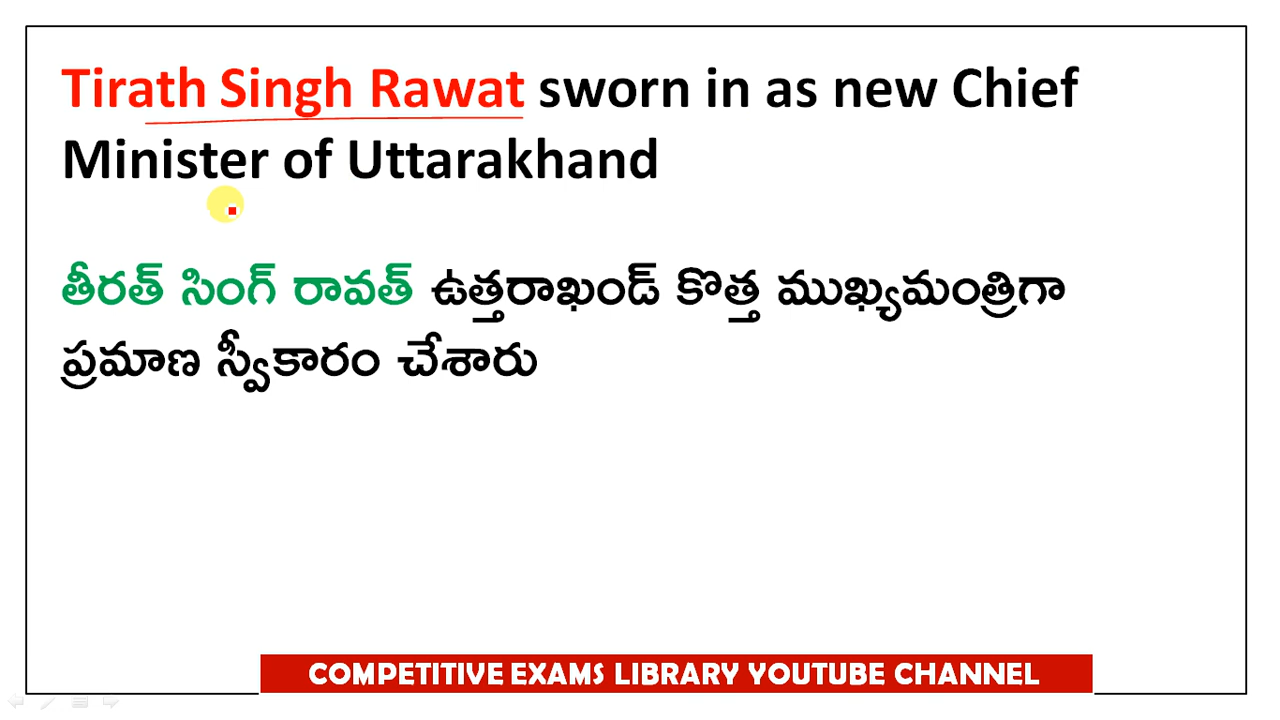 Tirath Singh Rawat sworn in as new Chief
Minister of Uttarakhand
తీరత్ సింగ్ రావత్ ఉత్తరాఖండ్ కొత్త ముఖ్యమంత్రిగా
ప్రమాణ స్వీకారం చేశారు
COMPETITIVE EXAMS LIBRARY YOUTUBE CHANNEL